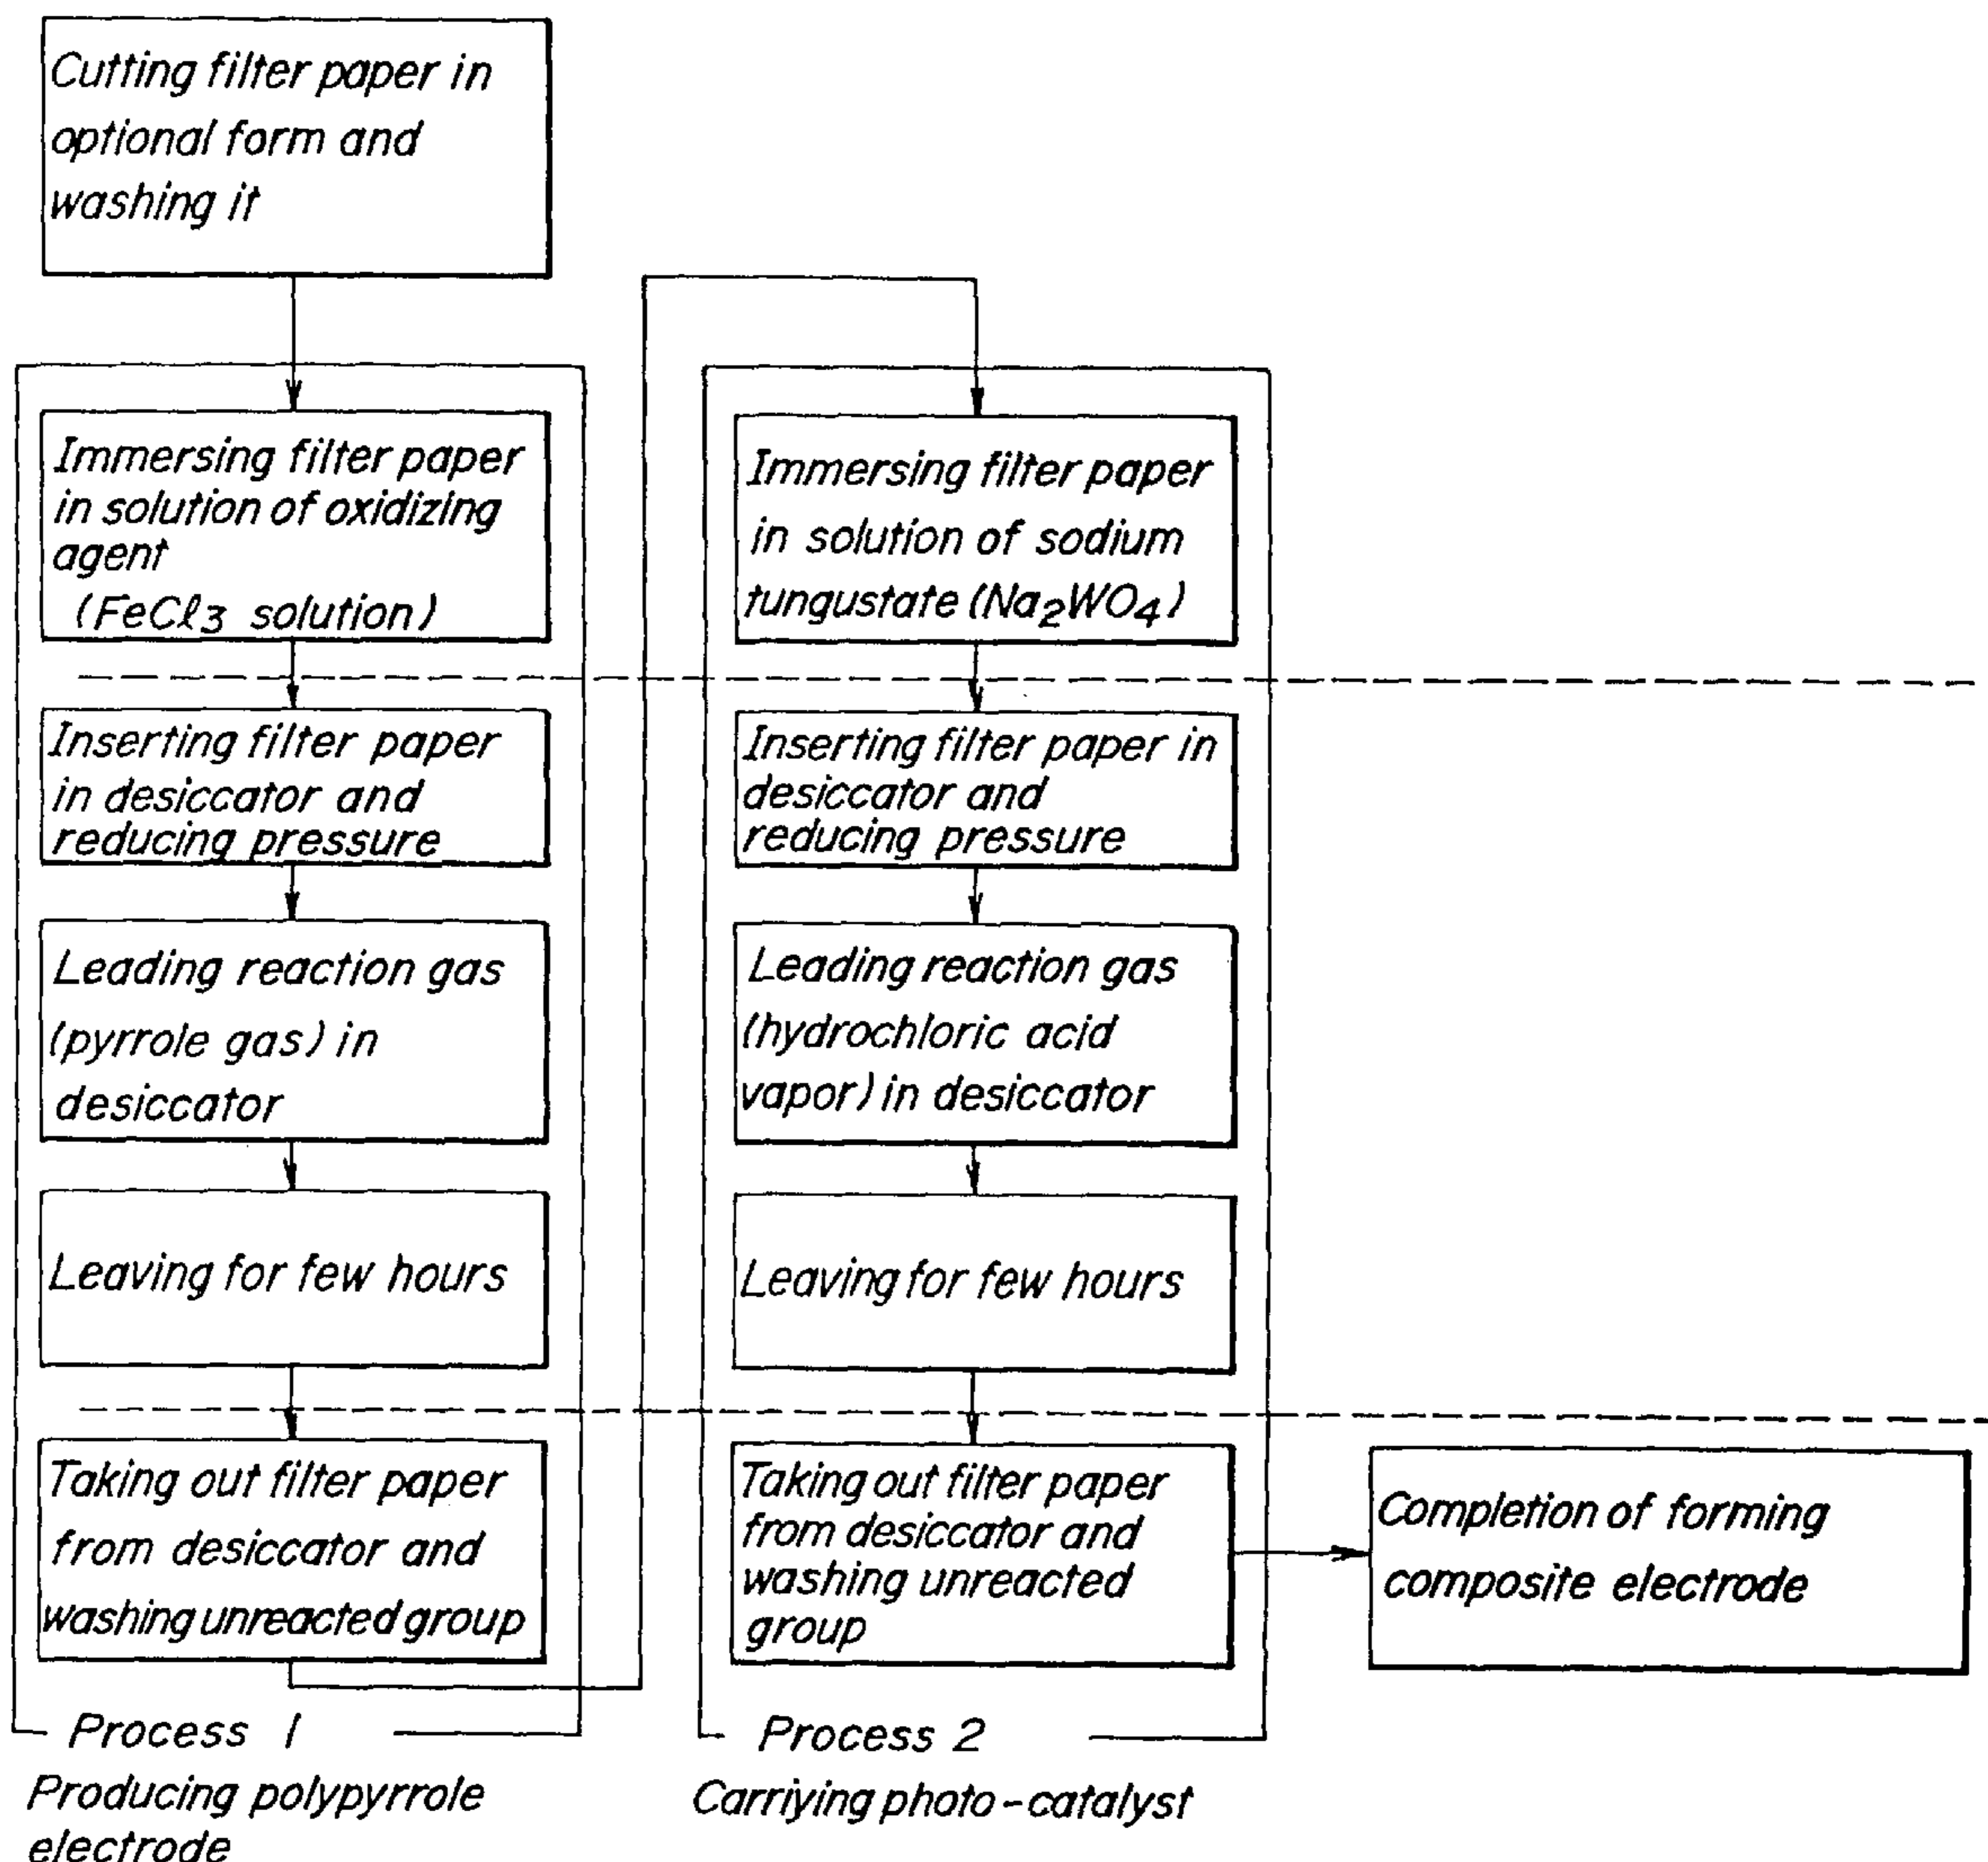 Cutting filter paper in
optional form and
washing it
Immersing filter paper
in solution of oxidizing
agent
(FeCl3 solution)
Inserting filter paper
in desiccator and
reducing pressure
Leading reaction gas
(pyrrole gas) in
desiccator
Leaving for few hours
Taking out filter paper
from desiccator and
washing unreacted group
Process 1
Producing polypyrrole
electrode
Immersing filter paper
in solution of sodium
tungustate (Na2WO4)
Inserting filter paper in
desiccator and
reducing pressure
Leading reaction gas
(hydrochloric acid
vapor) in desiccator
Leaving for few hours
Taking out filter paper
from desiccator and
washing unreacted
group
Process 2
Carriying photo-catalyst
Completion of forming
composite electrode